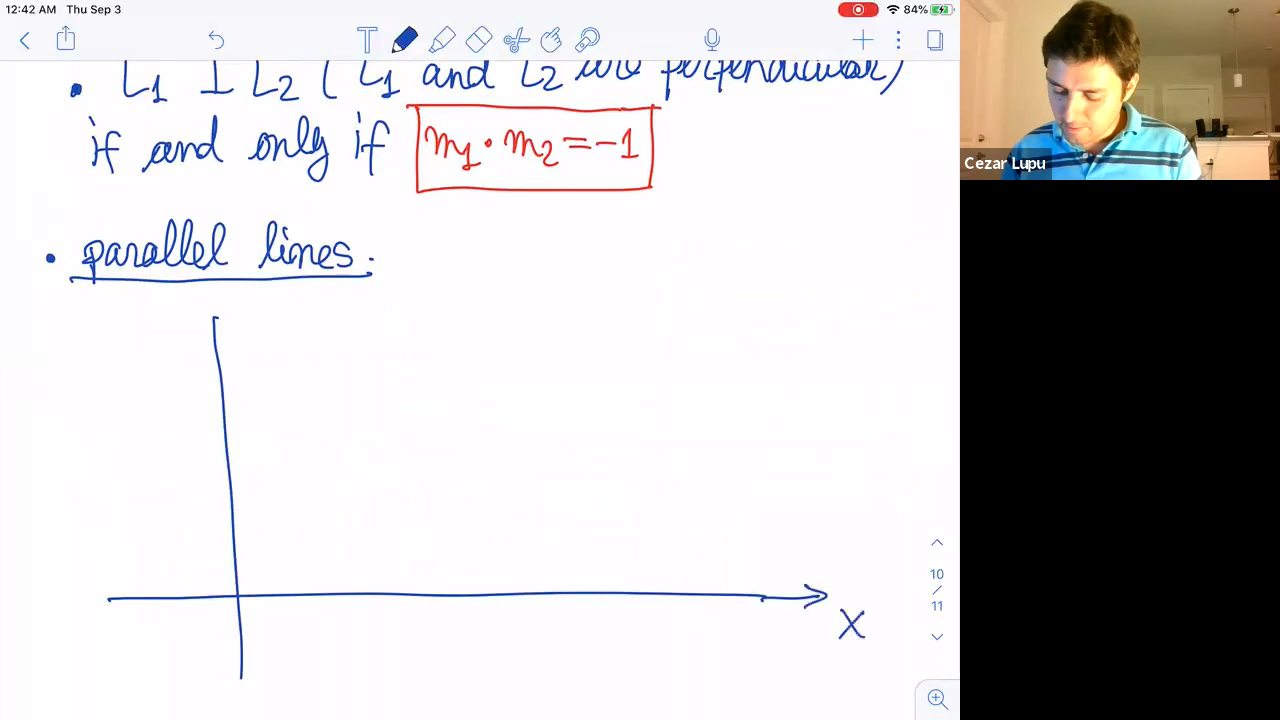 12:42 AM Thu Sep 3
84%
• L1 ⊥ L2 ( L1 and L2 are perpendicular)
if and only if m1 • m2 = -1
• parallel lines.
X
10
/
11
Cezar Lupu